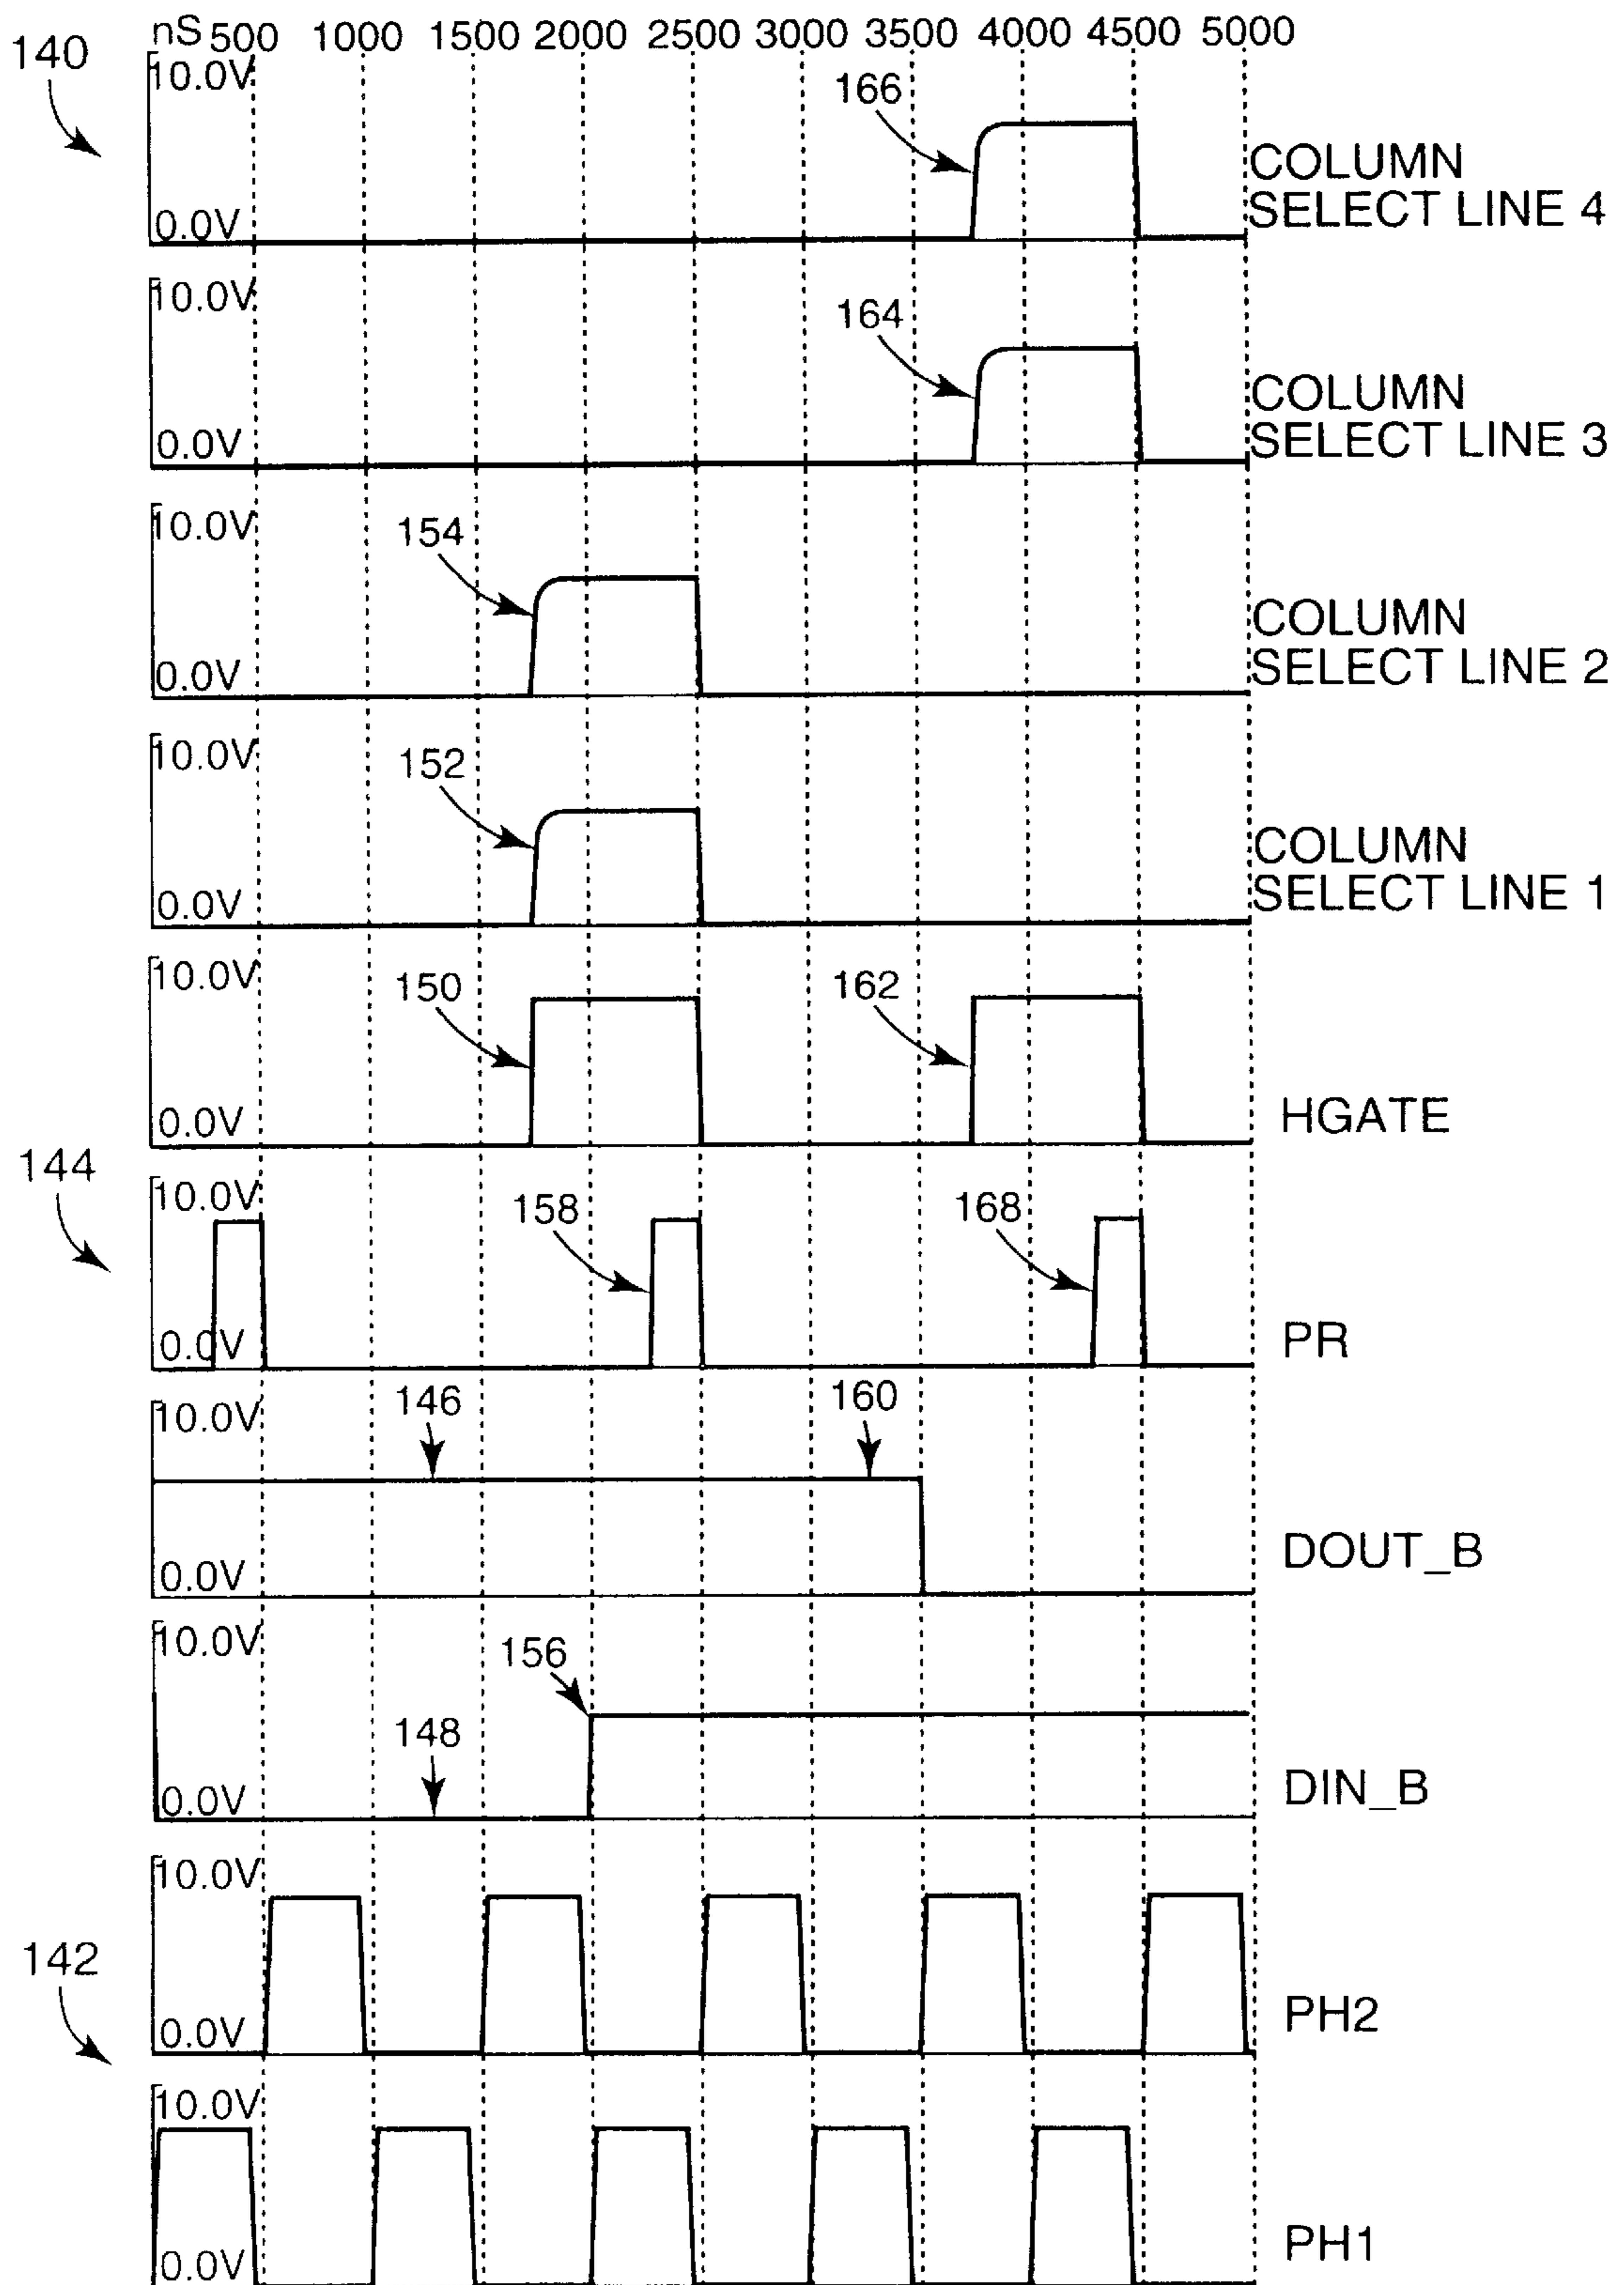 nS 500 1000 1500 2000 2500 3000 3500 4000 4500 5000
140
10.0V
166
COLUMN
SELECT LINE 4
0.0V
10.0V
164
COLUMN
SELECT LINE 3
0.0V
10.0V
154
COLUMN
SELECT LINE 2
0.0V
10.0V
152
COLUMN
SELECT LINE 1
0.0V
10.0V
150
162
HGATE
0.0V
144
10.0V
158
168
PR
0.0V
10.0V
146
160
DOUT_B
0.0V
10.0V
156
148
DIN_B
0.0V
10.0V
142
PH2
0.0V
10.0V
PH1
0.0V